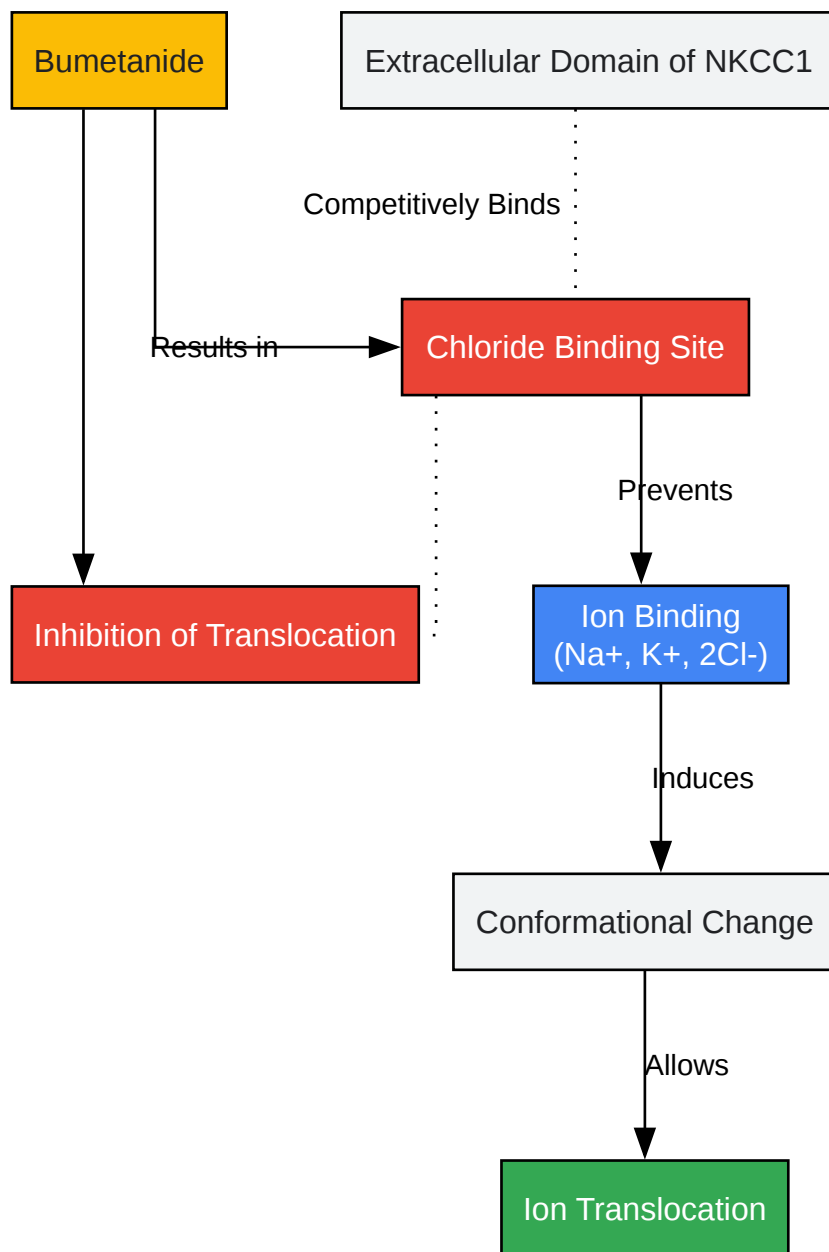 Bumetanide
Extracellular Domain of NKCC1
Competitively Binds
Results in
Chloride Binding Site
Prevents
Inhibition of Translocation
Ion Binding
(Na+, K+, 2Cl-)
Induces
Conformational Change
Allows
Ion Translocation